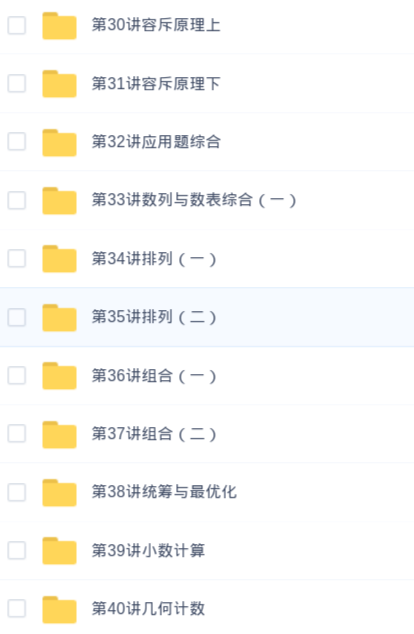 第30讲容斥原理上
第31讲容斥原理下
第32讲应用题综合
第33讲数列与数表综合（一）
第34讲排列（一）
第35讲排列（二）
第36讲组合（一）
第37讲组合（二）
第38讲统筹与最优化
第39讲小数计算
第40讲几何计数